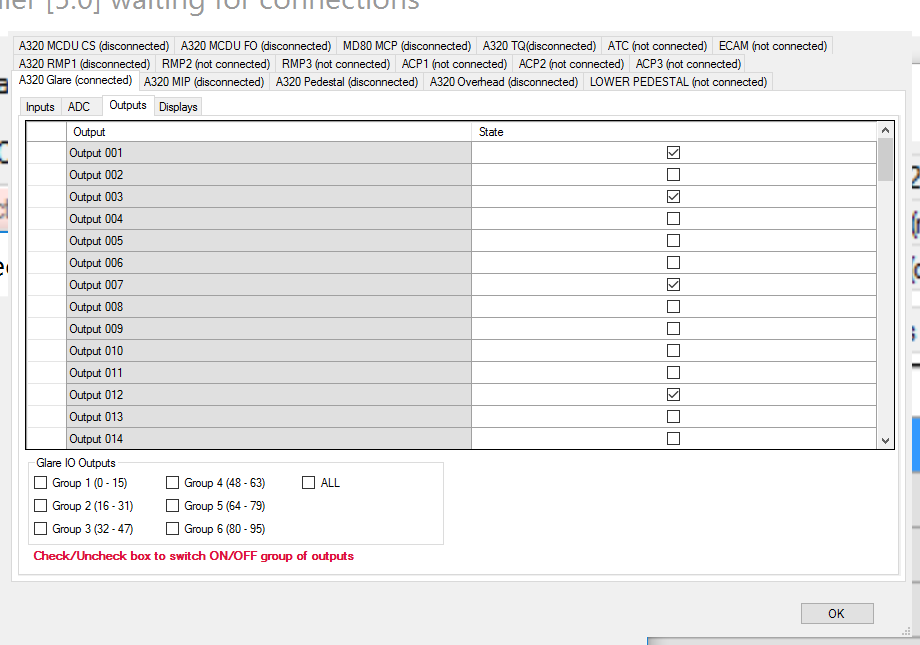 [5.0] waiting for connections
A320 MCDU CS (disconnected) A320 MCDU FO (disconnected) MD80 MCP (disconnected) A320 TQ(disconnected) ATC (not connected) ECAM (not connected)
A320 RMP1 (disconnected) RMP2 (not connected) RMP3 (not connected) ACP1 (not connected) ACP2 (not connected) ACP3 (not connected)
A320 Glare (connected) A320 MIP (disconnected) A320 Pedestal (disconnected) A320 Overhead (disconnected) LOWER PEDESTAL (not connected)
Inputs ADC Outputs Displays
Output State
Output 001
Output 002
Output 003
Output 004
Output 005
Output 006
Output 007
Output 008
Output 009
Output 010
Output 011
Output 012
Output 013
Output 014
Glare IO Outputs
Group 1 (0 - 15) Group 4 (48 - 63) ALL
Group 2 (16 - 31) Group 5 (64 - 79)
Group 3 (32 - 47) Group 6 (80 - 95)
Check/Uncheck box to switch ON/OFF group of outputs
OK